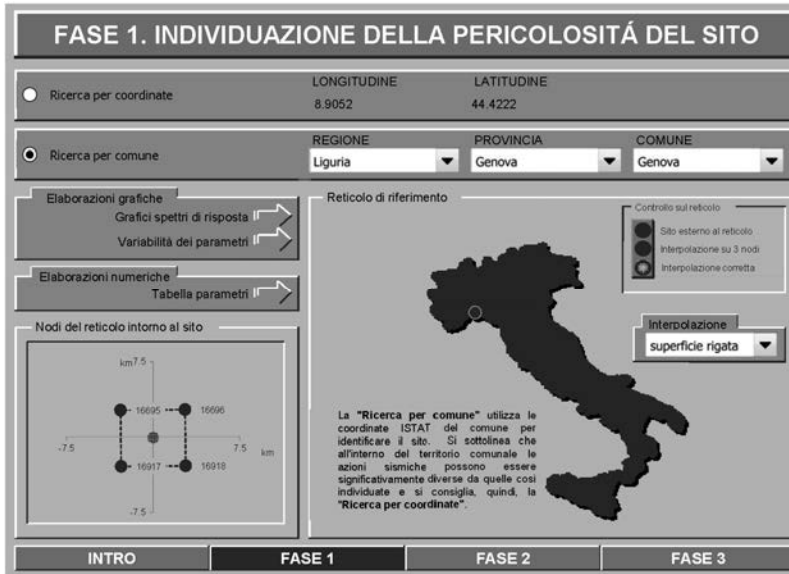 FASE 1. INDIVIDUAZIONE DELLA PERICOLOSITÁ DEL SITO
Ricerca per coordinate
LONGITUDINE
LATITUDINE
8.9052
44.4222
Ricerca per comune
REGIONE
PROVINCIA
COMUNE
Liguria
Genova
Genova
Elaborazioni grafiche
Grafici spettri di risposta
Variabilità dei parametri
Elaborazioni numeriche
Tabella parametri
Nodi del reticolo intorno al sito
km
7.5
16695
16696
-7.5
7.5
km
16917
16918
-7.5
Reticolo di riferimento
Controllo sul reticolo
Sito esterno al reticolo
Interpolazione su 3 nodi
Interpolazione corretta
Interpolazione
superficie rigata
La "Ricerca per comune" utilizza le
coordinate ISTAT del comune per
identificare il sito. Si sottolinea che
all'interno del territorio comunale le
azioni sismiche possono essere
significativamente diverse da quelle così
individuate e si consiglia, quindi, la
"Ricerca per coordinate".
INTRO
FASE 1
FASE 2
FASE 3